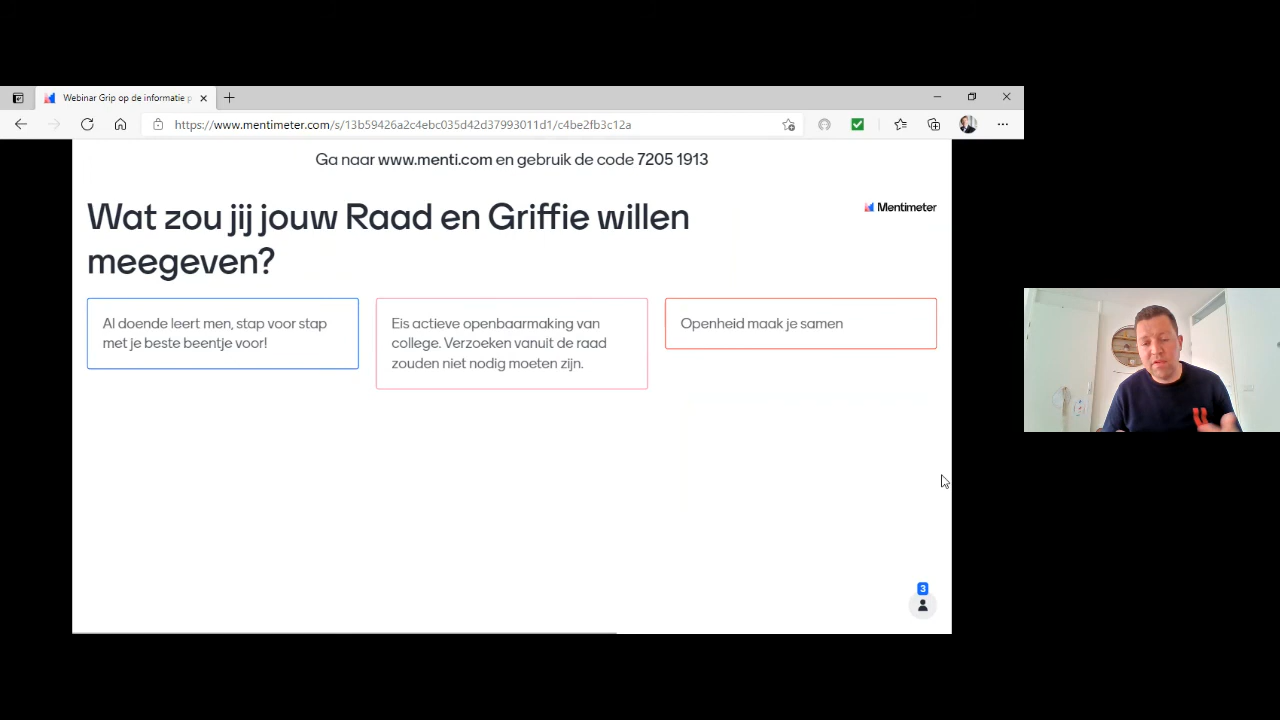 Webinar Grip op de informatie p
https://www.mentimeter.com/s/13b59426a2c4ebc035d42d37993011d1/c4be2fb3c12a
Ga naar www.menti.com en gebruik de code 7205 1913
Wat zou jij jouw Raad en Griffie willen
meegeven?
Mentimeter
Al doende leert men, stap voor stap
met je beste beentje voor!
Eis actieve openbaarmaking van
college. Verzoeken vanuit de raad
zouden niet nodig moeten zijn.
Openheid maak je samen
3